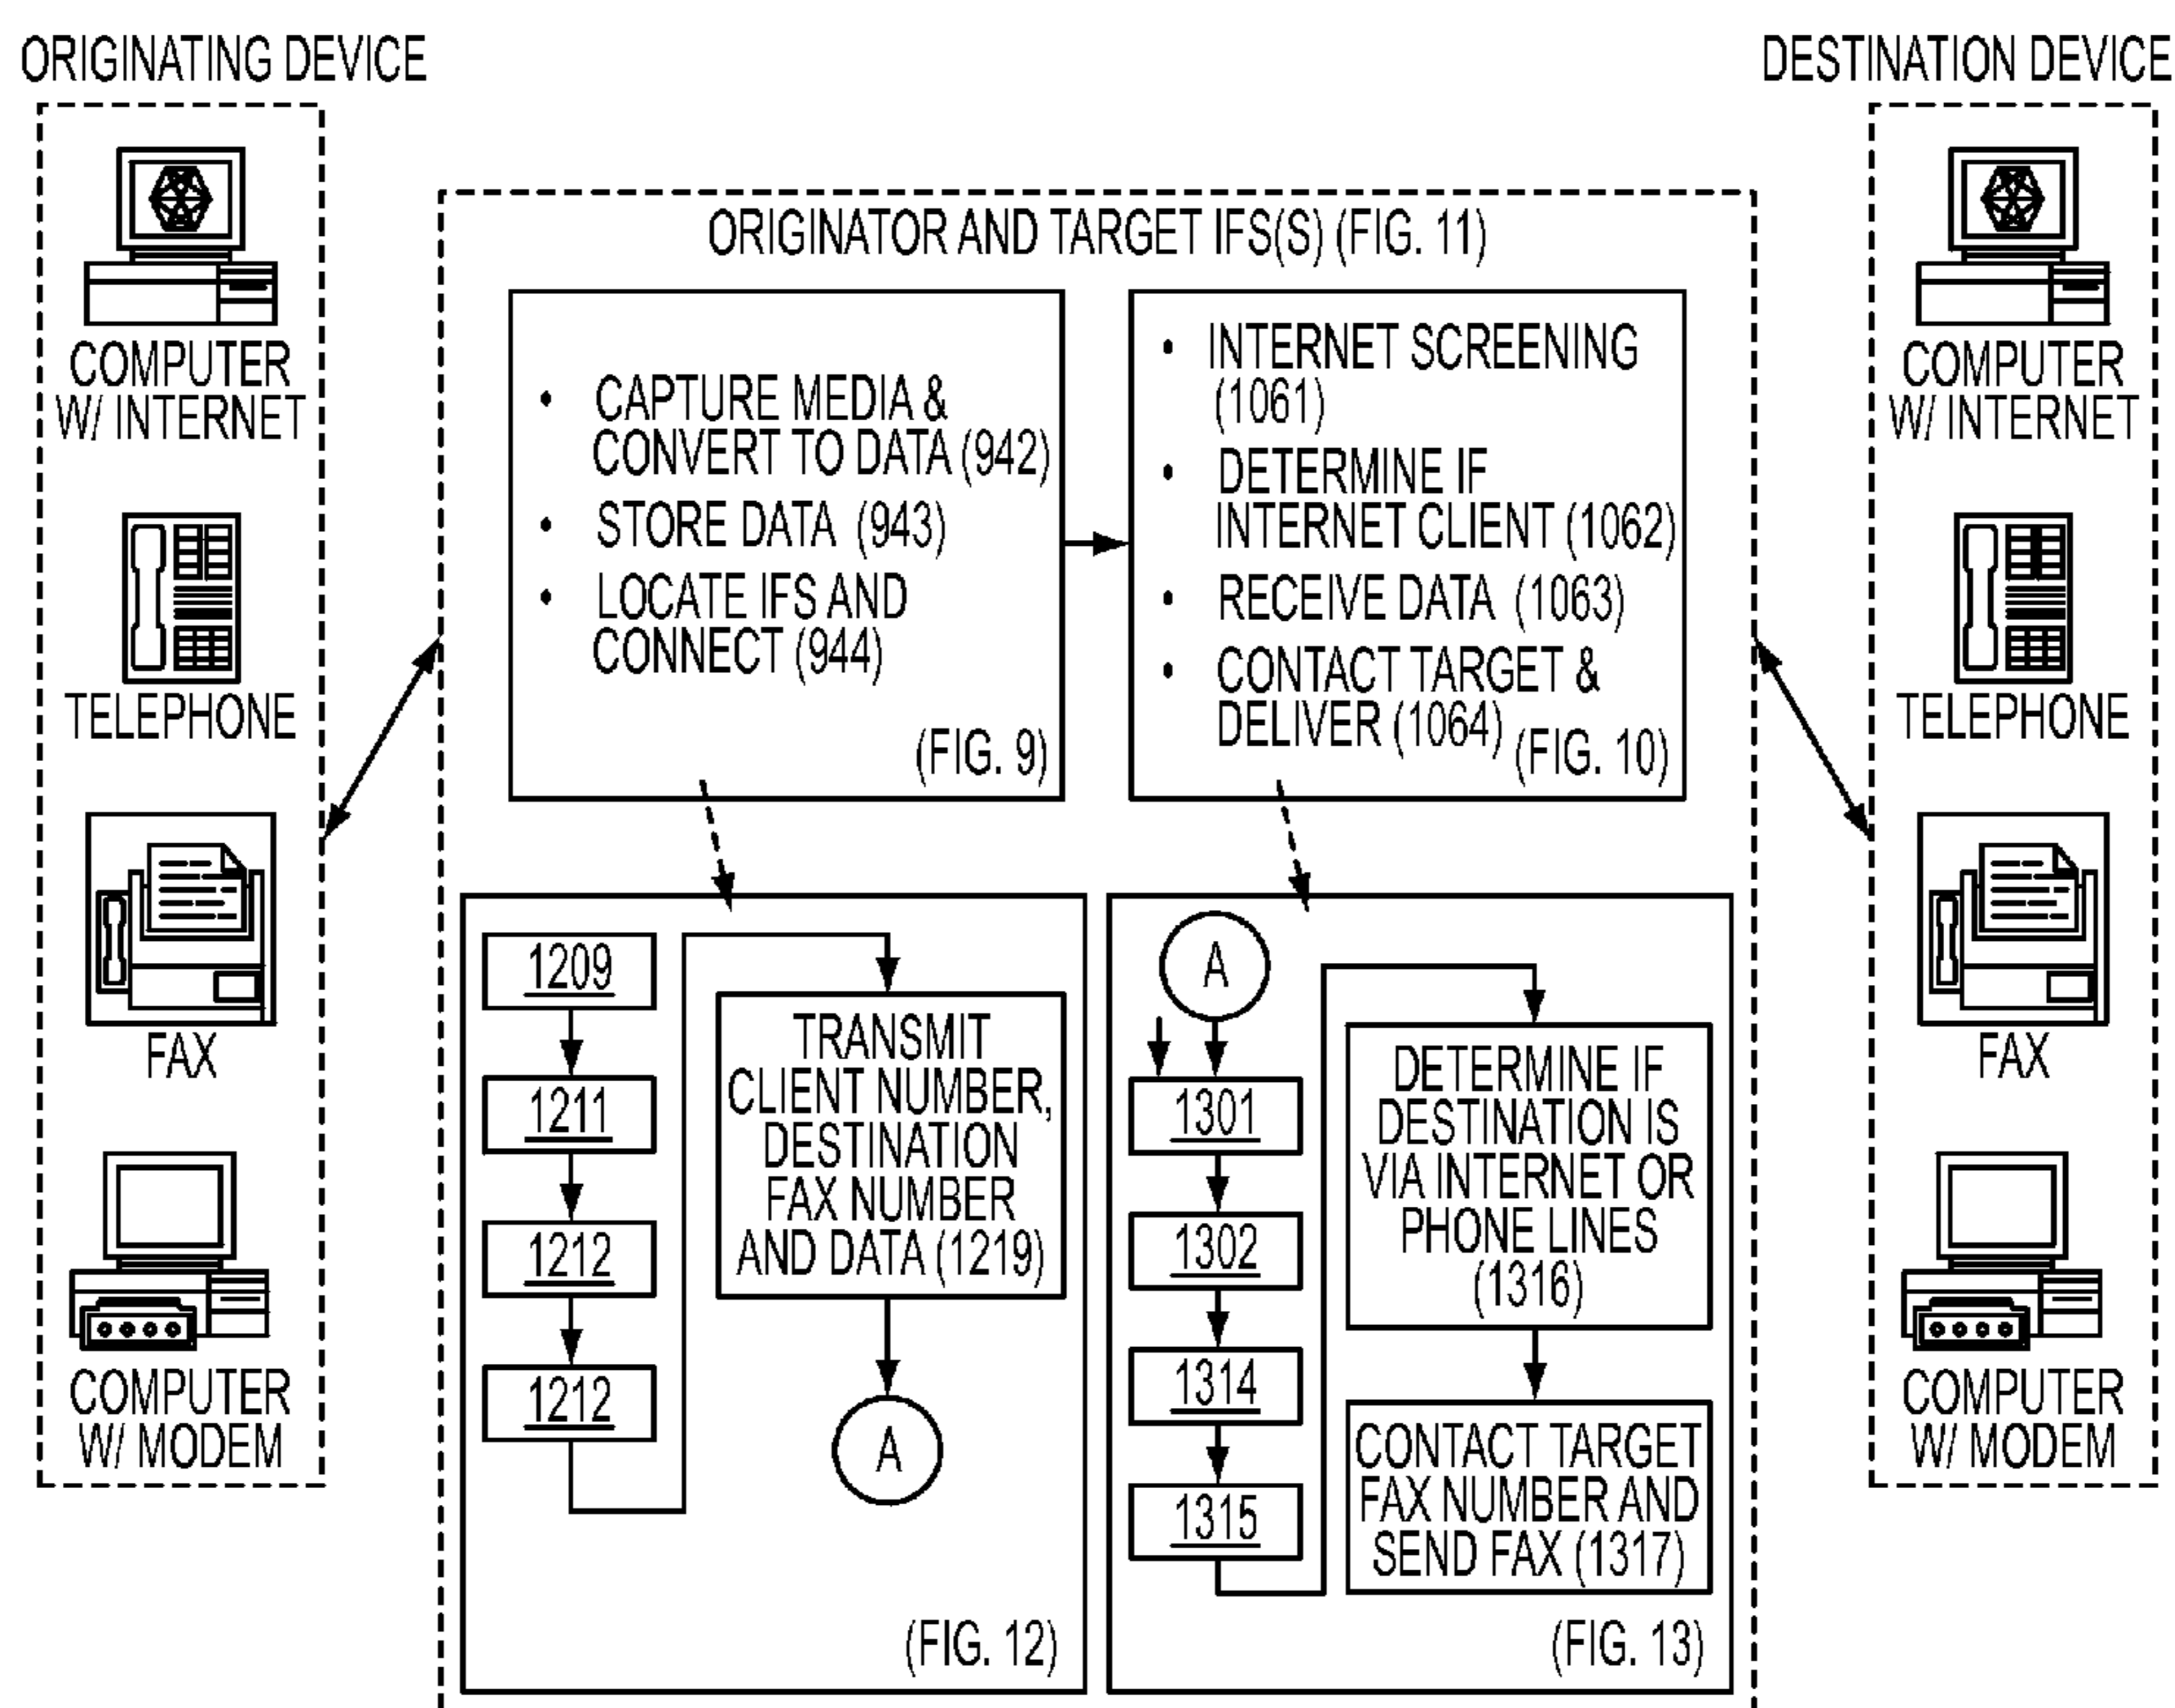 ORIGINATING DEVICE
COMPUTER
W/ INTERNET
TELEPHONE
FAX
COMPUTER
W/ MODEM
ORIGINATOR AND TARGET IFS(S) (FIG. 11)
• CAPTURE MEDIA &
CONVERT TO DATA (942)
• STORE DATA (943)
• LOCATE IFS AND
CONNECT (944)
(FIG. 9)
• INTERNET SCREENING
(1061)
• DETERMINE IF
INTERNET CLIENT (1062)
• RECEIVE DATA (1063)
• CONTACT TARGET &
DELIVER (1064)
(FIG. 10)
1209
1211
1212
1212
TRANSMIT
CLIENT NUMBER,
DESTINATION
FAX NUMBER
AND DATA (1219)
A
(FIG. 12)
A
1301
1302
1314
1315
DETERMINE IF
DESTINATION IS
VIA INTERNET OR
PHONE LINES
(1316)
CONTACT TARGET
FAX NUMBER AND
SEND FAX (1317)
(FIG. 13)
DESTINATION DEVICE
COMPUTER
W/ INTERNET
TELEPHONE
FAX
COMPUTER
W/ MODEM